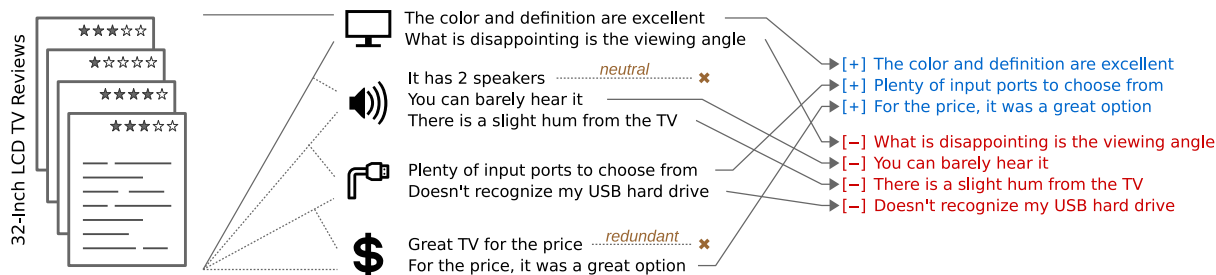 32-Inch LCD TV Reviews
The color and definition are excellent
What is disappointing is the viewing angle
It has 2 speakers
neutral
You can barely hear it
There is a slight hum from the TV
Plenty of input ports to choose from
Doesn't recognize my USB hard drive
Great TV for the price
redundant
For the price, it was a great option
[+] The color and definition are excellent
[+] Plenty of input ports to choose from
[+] For the price, it was a great option
[−] What is disappointing is the viewing angle
[−] You can barely hear it
[−] There is a slight hum from the TV
[−] Doesn't recognize my USB hard drive